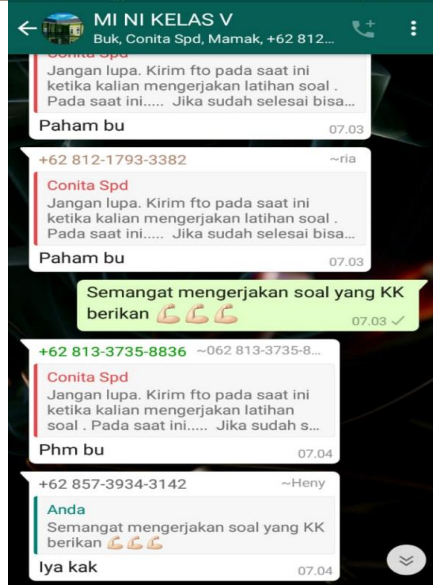 MI NI KELAS V
Buk, Conita Spd, Mamak, +62 812...
Conita Spd
Jangan lupa. Kirim fto pada saat ini
ketika kalian mengerjakan latihan soal .
Pada saat ini..... Jika sudah selesai bisa...
Paham bu
07.03
+62 812-1793-3382 ~ria
Conita Spd
Jangan lupa. Kirim fto pada saat ini
ketika kalian mengerjakan latihan soal .
Pada saat ini..... Jika sudah selesai bisa...
Paham bu
07.03
Semangat mengerjakan soal yang KK
berikan 💪🏻💪🏻💪🏻
07.03
+62 813-3735-8836 ~062 813-3735-8...
Conita Spd
Jangan lupa. Kirim fto pada saat ini
ketika kalian mengerjakan latihan
soal . Pada saat ini..... Jika sudah s...
Phm bu
07.04
+62 857-3934-3142 ~Heny
Anda
Semangat mengerjakan soal yang KK
berikan 💪🏻💪🏻💪🏻
Iya kak
07.04